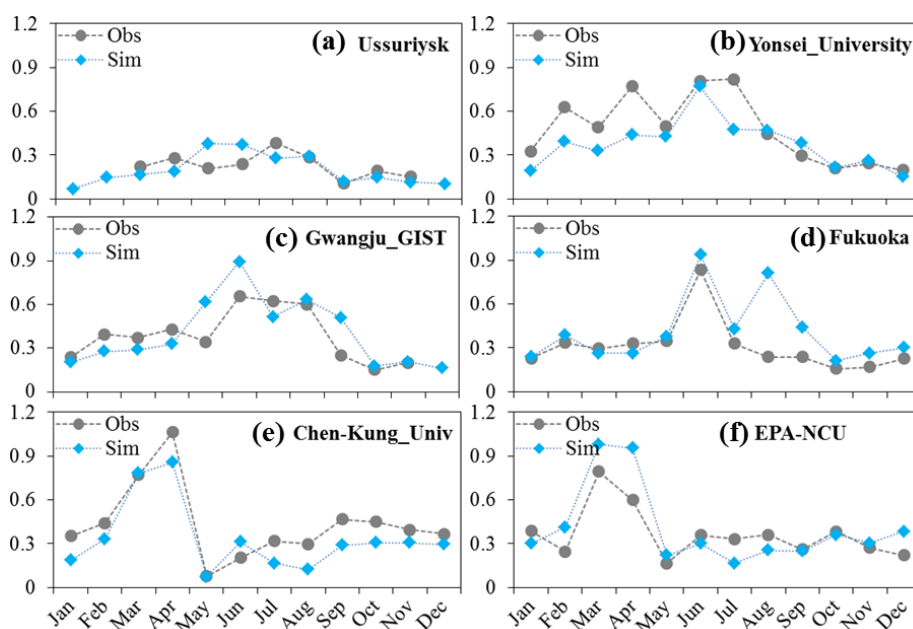 1.2
0.9
0.6
0.3
0
Obs
Sim
(a) Ussuriysk
1.2
0.9
0.6
0.3
0
Obs
Sim
(b) Yonsei_University
1.2
0.9
0.6
0.3
0
Obs
Sim
(c) Gwangju_GIST
1.2
0.9
0.6
0.3
0
Obs
Sim
(d) Fukuoka
1.2
0.9
0.6
0.3
0
Obs
Sim
(e) Chen-Kung_Univ
Jan Feb Mar Apr May Jun Jul Aug Sep Oct Nov Dec
1.2
0.9
0.6
0.3
0
Obs
Sim
(f) EPA-NCU
Jan Feb Mar Apr May Jun Jul Aug Sep Oct Nov Dec